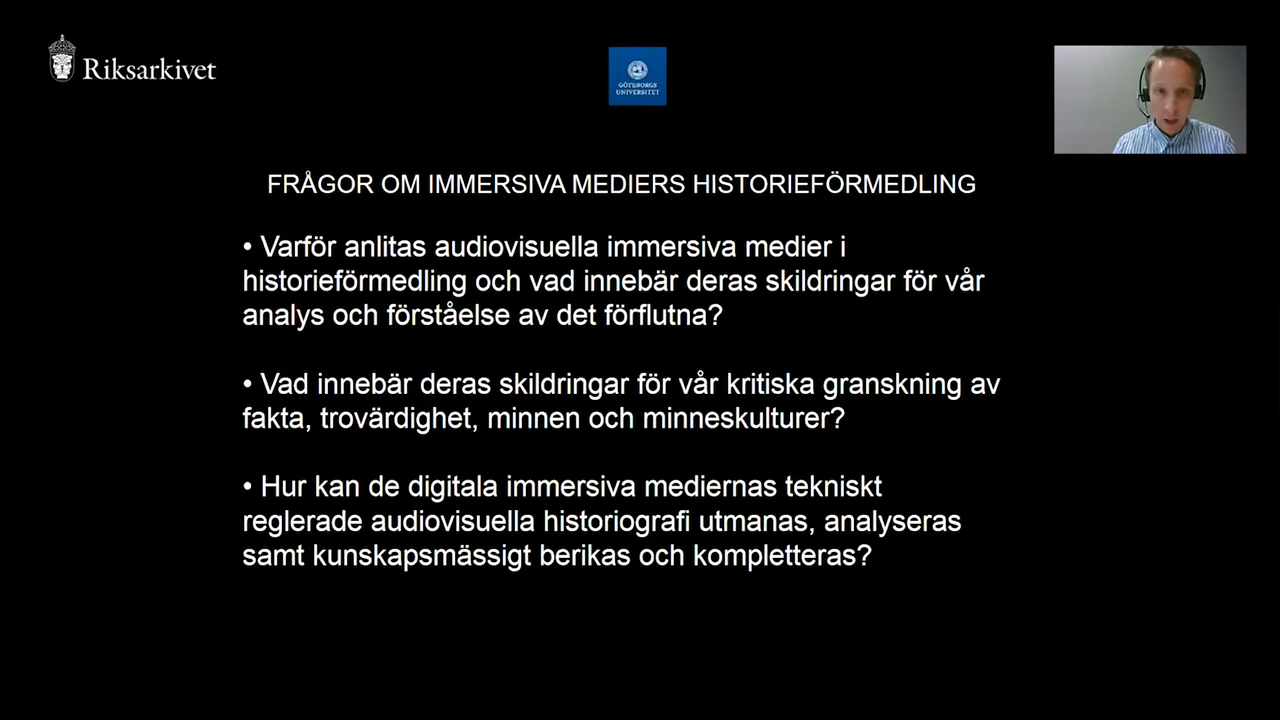 Riksarkivet
GÖTEBORGS
UNIVERSITET
FRÅGOR OM IMMERSIVA MEDIERS HISTORIEFÖRMEDLING
• Varför anlitas audiovisuella immersiva medier i
historieförmedling och vad innebär deras skildringar för vår
analys och förståelse av det förflutna?
• Vad innebär deras skildringar för vår kritiska granskning av
fakta, trovärdighet, minnen och minneskulturer?
• Hur kan de digitala immersiva mediernas tekniskt
reglerade audiovisuella historiografi utmanas, analyseras
samt kunskapsmässigt berikas och kompletteras?